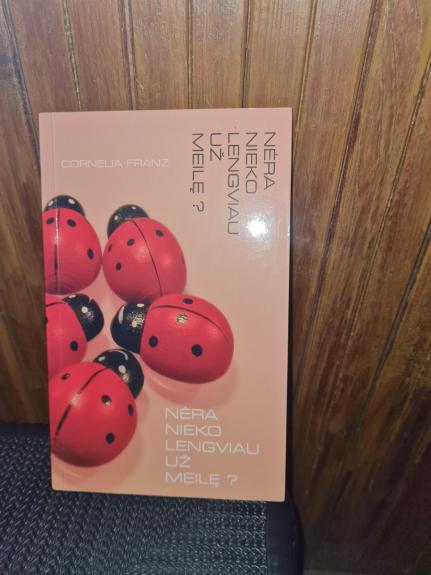 CORNELIA FRANZ
NĖRA
NIEKO
LENGVIAU
UŽ
MEILĘ ?
NĖRA
NIEKO
LENGVIAU
UŽ
MEILĘ ?